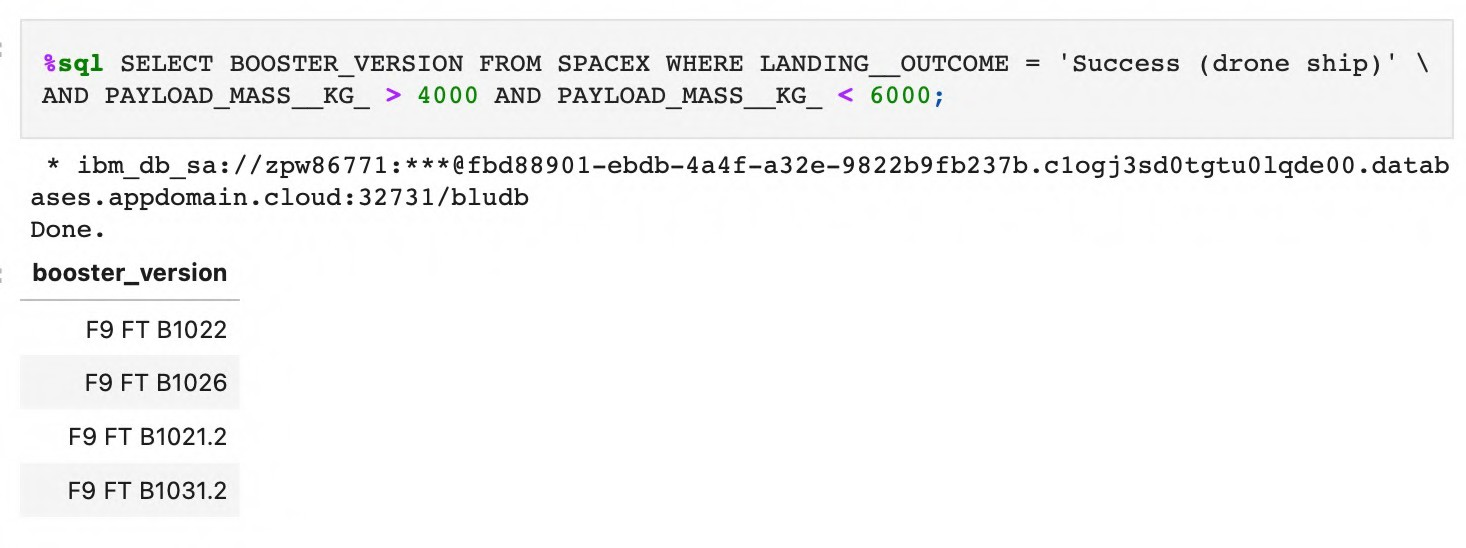 %sql SELECT BOOSTER_VERSION FROM SPACEX WHERE LANDING__OUTCOME = 'Success (drone ship)' \
AND PAYLOAD_MASS__KG_ > 4000 AND PAYLOAD_MASS__KG_ < 6000;
* ibm_db_sa://zpw86771:***@fbd88901-ebdb-4a4f-a32e-9822b9fb237b.c1ogj3sd0tgtu0lqde00.datab
ases.appdomain.cloud:32731/bludb
Done.
booster_version
F9 FT B1022
F9 FT B1026
F9 FT B1021.2
F9 FT B1031.2